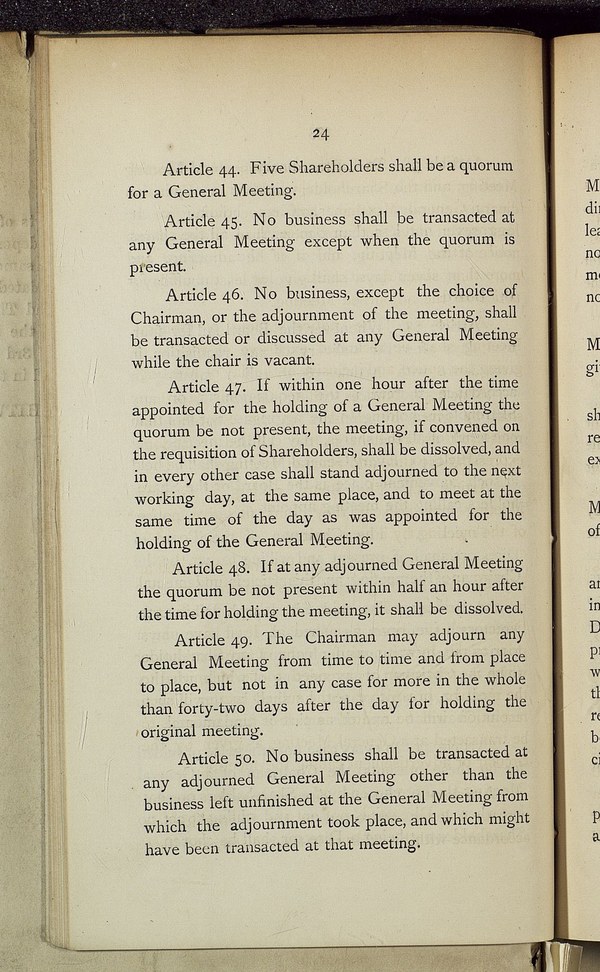 24
Article 44. Five Shareholders shall be a quorum
for a General Meeting.
Article 45. No business shall be transacted at
any General Meeting except when the quorum is
present.
Article 46. No business, except the choice of
Chairman, or the adjournment of the meeting, shall
be transacted or discussed at any General Meeting
while the chair is vacant.
Article 47. If within one hour after the time
appointed for the holding of a General Meeting the
quorum be not present, the meeting, if convened on
the requisition of Shareholders, shall be dissolved, and
in every other case shall stand adjourned to the next
working day, at the same place, and to meet at the
same time of the day as was appointed for the
holding of the General Meeting.
Article 48. If at any adjourned General Meeting
the quorum be not present within half an hour after
the time for holding the meeting, it shall be dissolved.
Article 49. The Chairman may adjourn any
General Meeting from time to time and from place
to place, but not in any case for more in the whole
than forty-two days after the day for holding the
original meeting.
Article 50. No business shall be transacted at
any adjourned General Meeting other than the
business left unfinished at the General Meeting from
which the adjournment took place, and which might
have been transacted at that meeting.